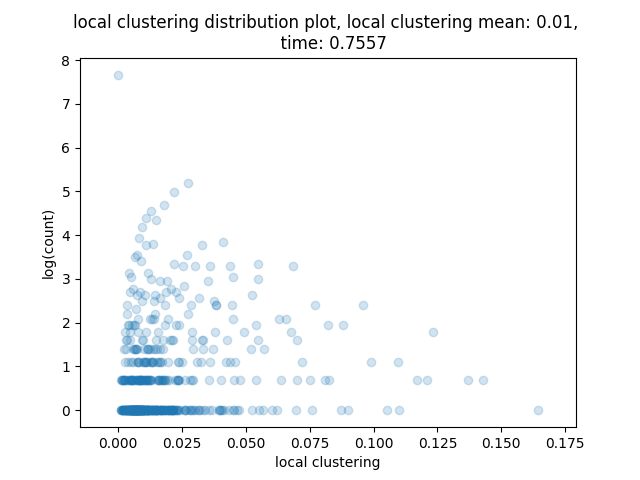 local clustering distribution plot, local clustering mean: 0.01,
time: 0.7557
8
7
6
5
4
3
2
1
0
log(count)
0.000 0.025 0.050 0.075 0.100 0.125 0.150 0.175
local clustering